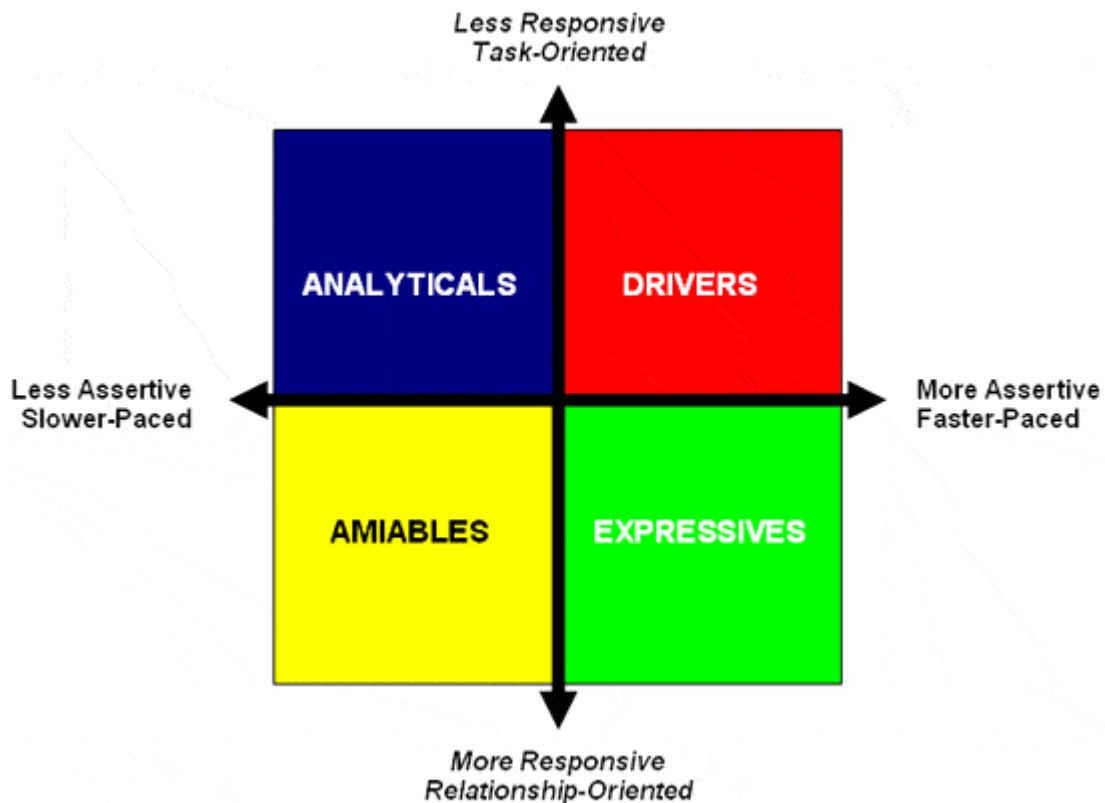 Less Responsive
Task-Oriented
ANALYTICALS
DRIVERS
Less Assertive
Slower-Paced
More Assertive
Faster-Paced
AMIABLES
EXPRESSIVES
More Responsive
Relationship-Oriented